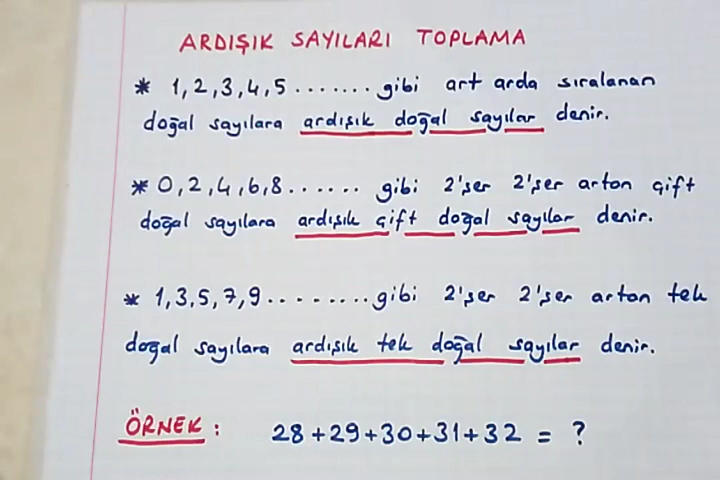 ARDIŞIK SAYILARI TOPLAMA
* 1,2,3,4,5....... gibi art arda sıralanan
doğal sayılara ardışık doğal sayılar denir.
* 0,2,4,6,8...... gibi 2'şer 2'şer artan çift
doğal sayılara ardışık çift doğal sayılar denir.
* 1,3,5,7,9........ gibi 2'şer 2'şer artan tek
doğal sayılara ardışık tek doğal sayılar denir.
ÖRNEK: 28+29+30+31+32 = ?